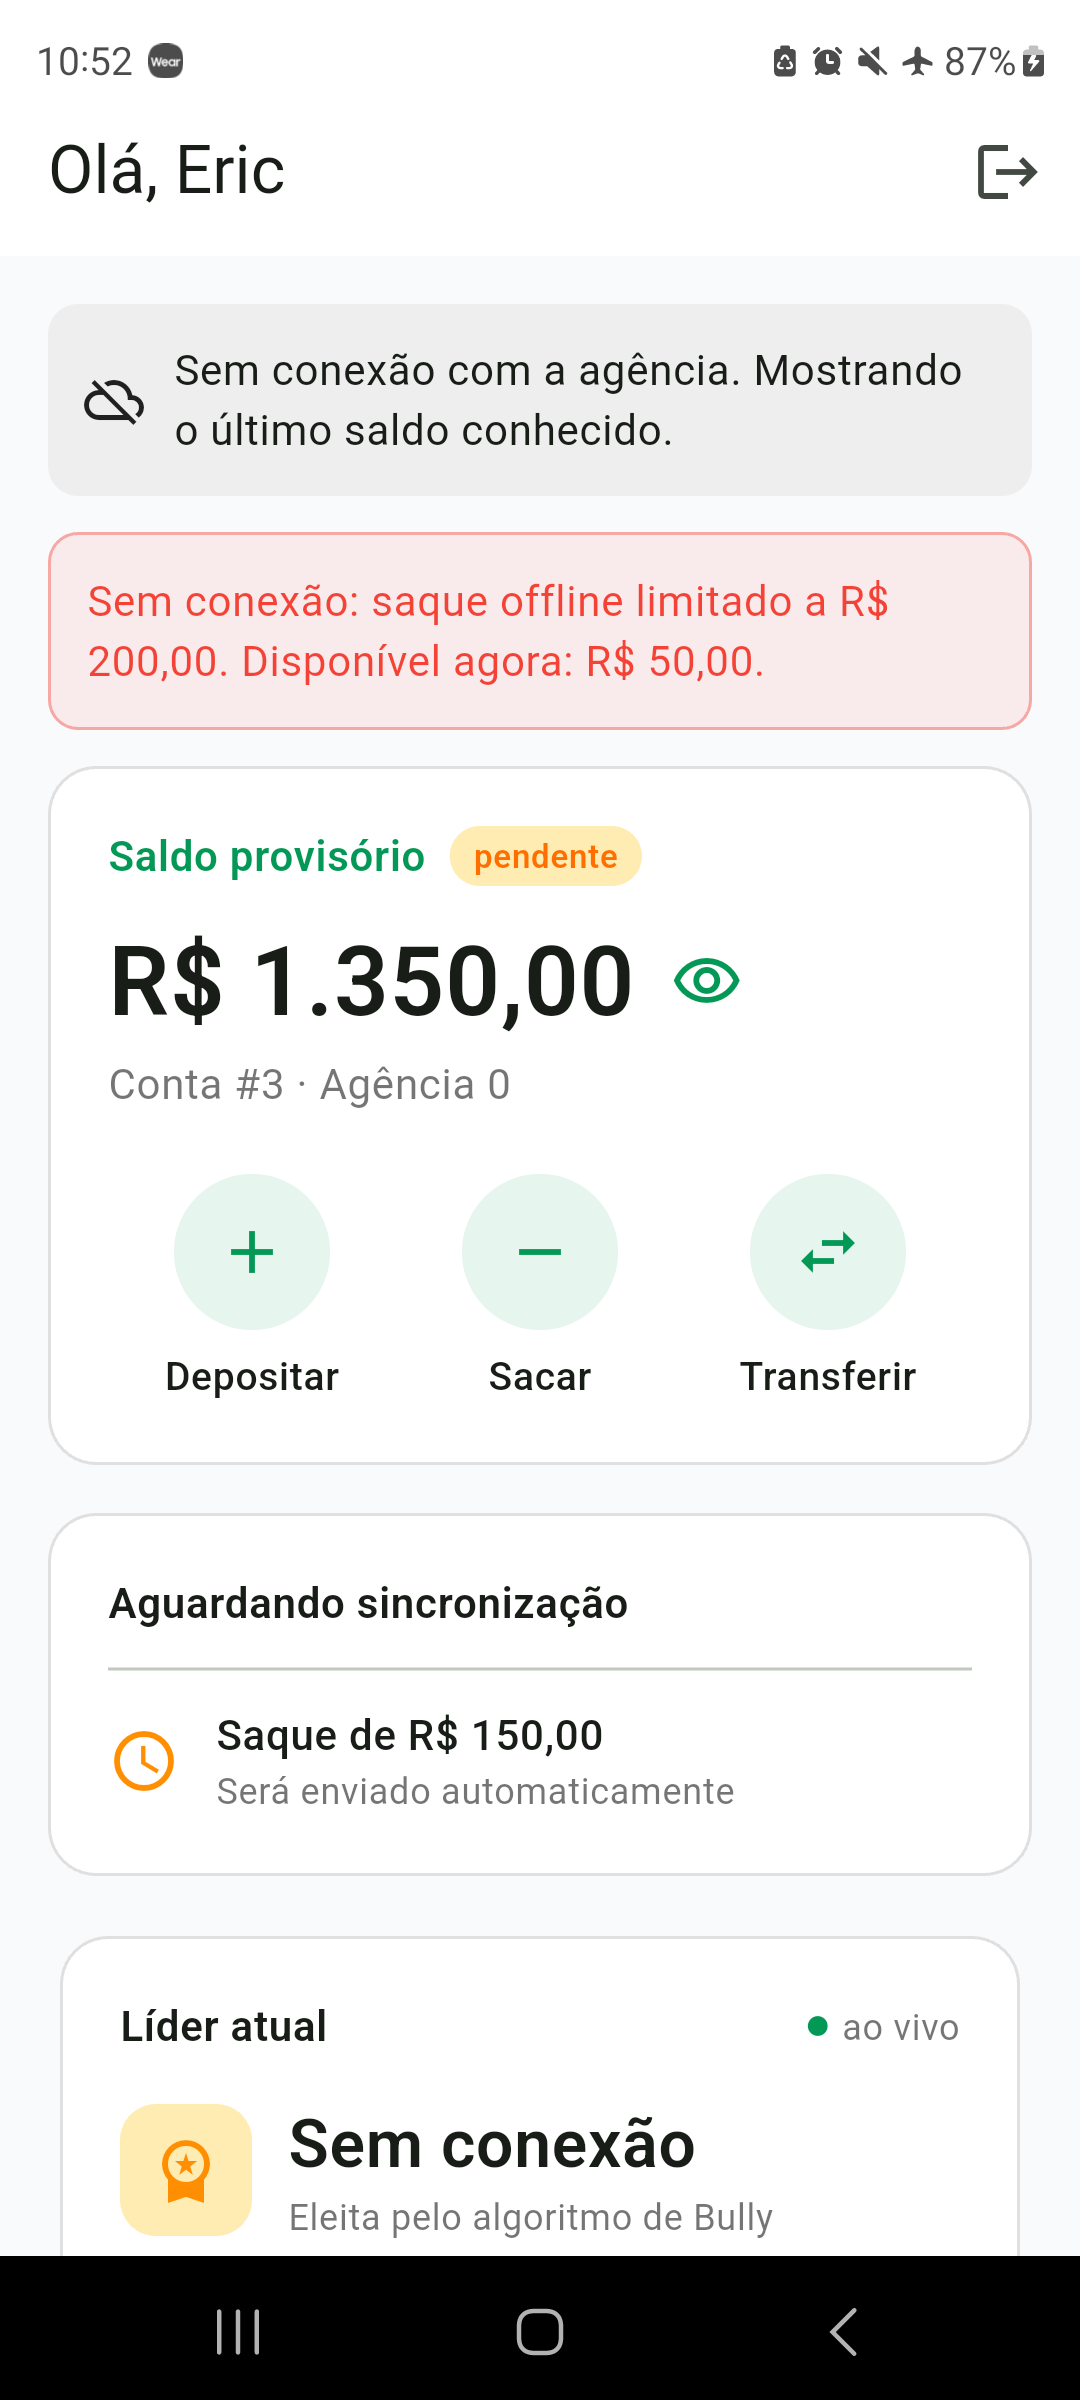 10:52 Wear 87%
Olá, Eric
Sem conexão com a agência. Mostrando
o último saldo conhecido.
Sem conexão: saque offline limitado a R$
200,00. Disponível agora: R$ 50,00.
Saldo provisório pendente
R$ 1.350,00
Conta #3 · Agência 0
Depositar Sacar Transferir
Aguardando sincronização
Saque de R$ 150,00
Será enviado automaticamente
Líder atual ao vivo
Sem conexão
Eleita pelo algoritmo de Bully